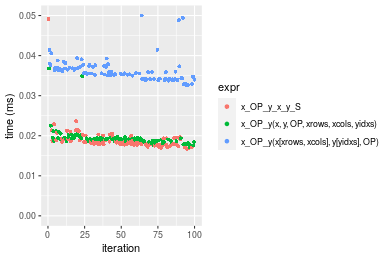 0.05
0.04
0.03
0.02
0.01
0.00
time (ms)
0
25
50
75
100
iteration
expr
x_OP_y_x_y_S
x_OP_y(x, y, OP, xrows, xcols, yidxs)
x_OP_y(x[xrows, xcols], y[yidxs], OP)